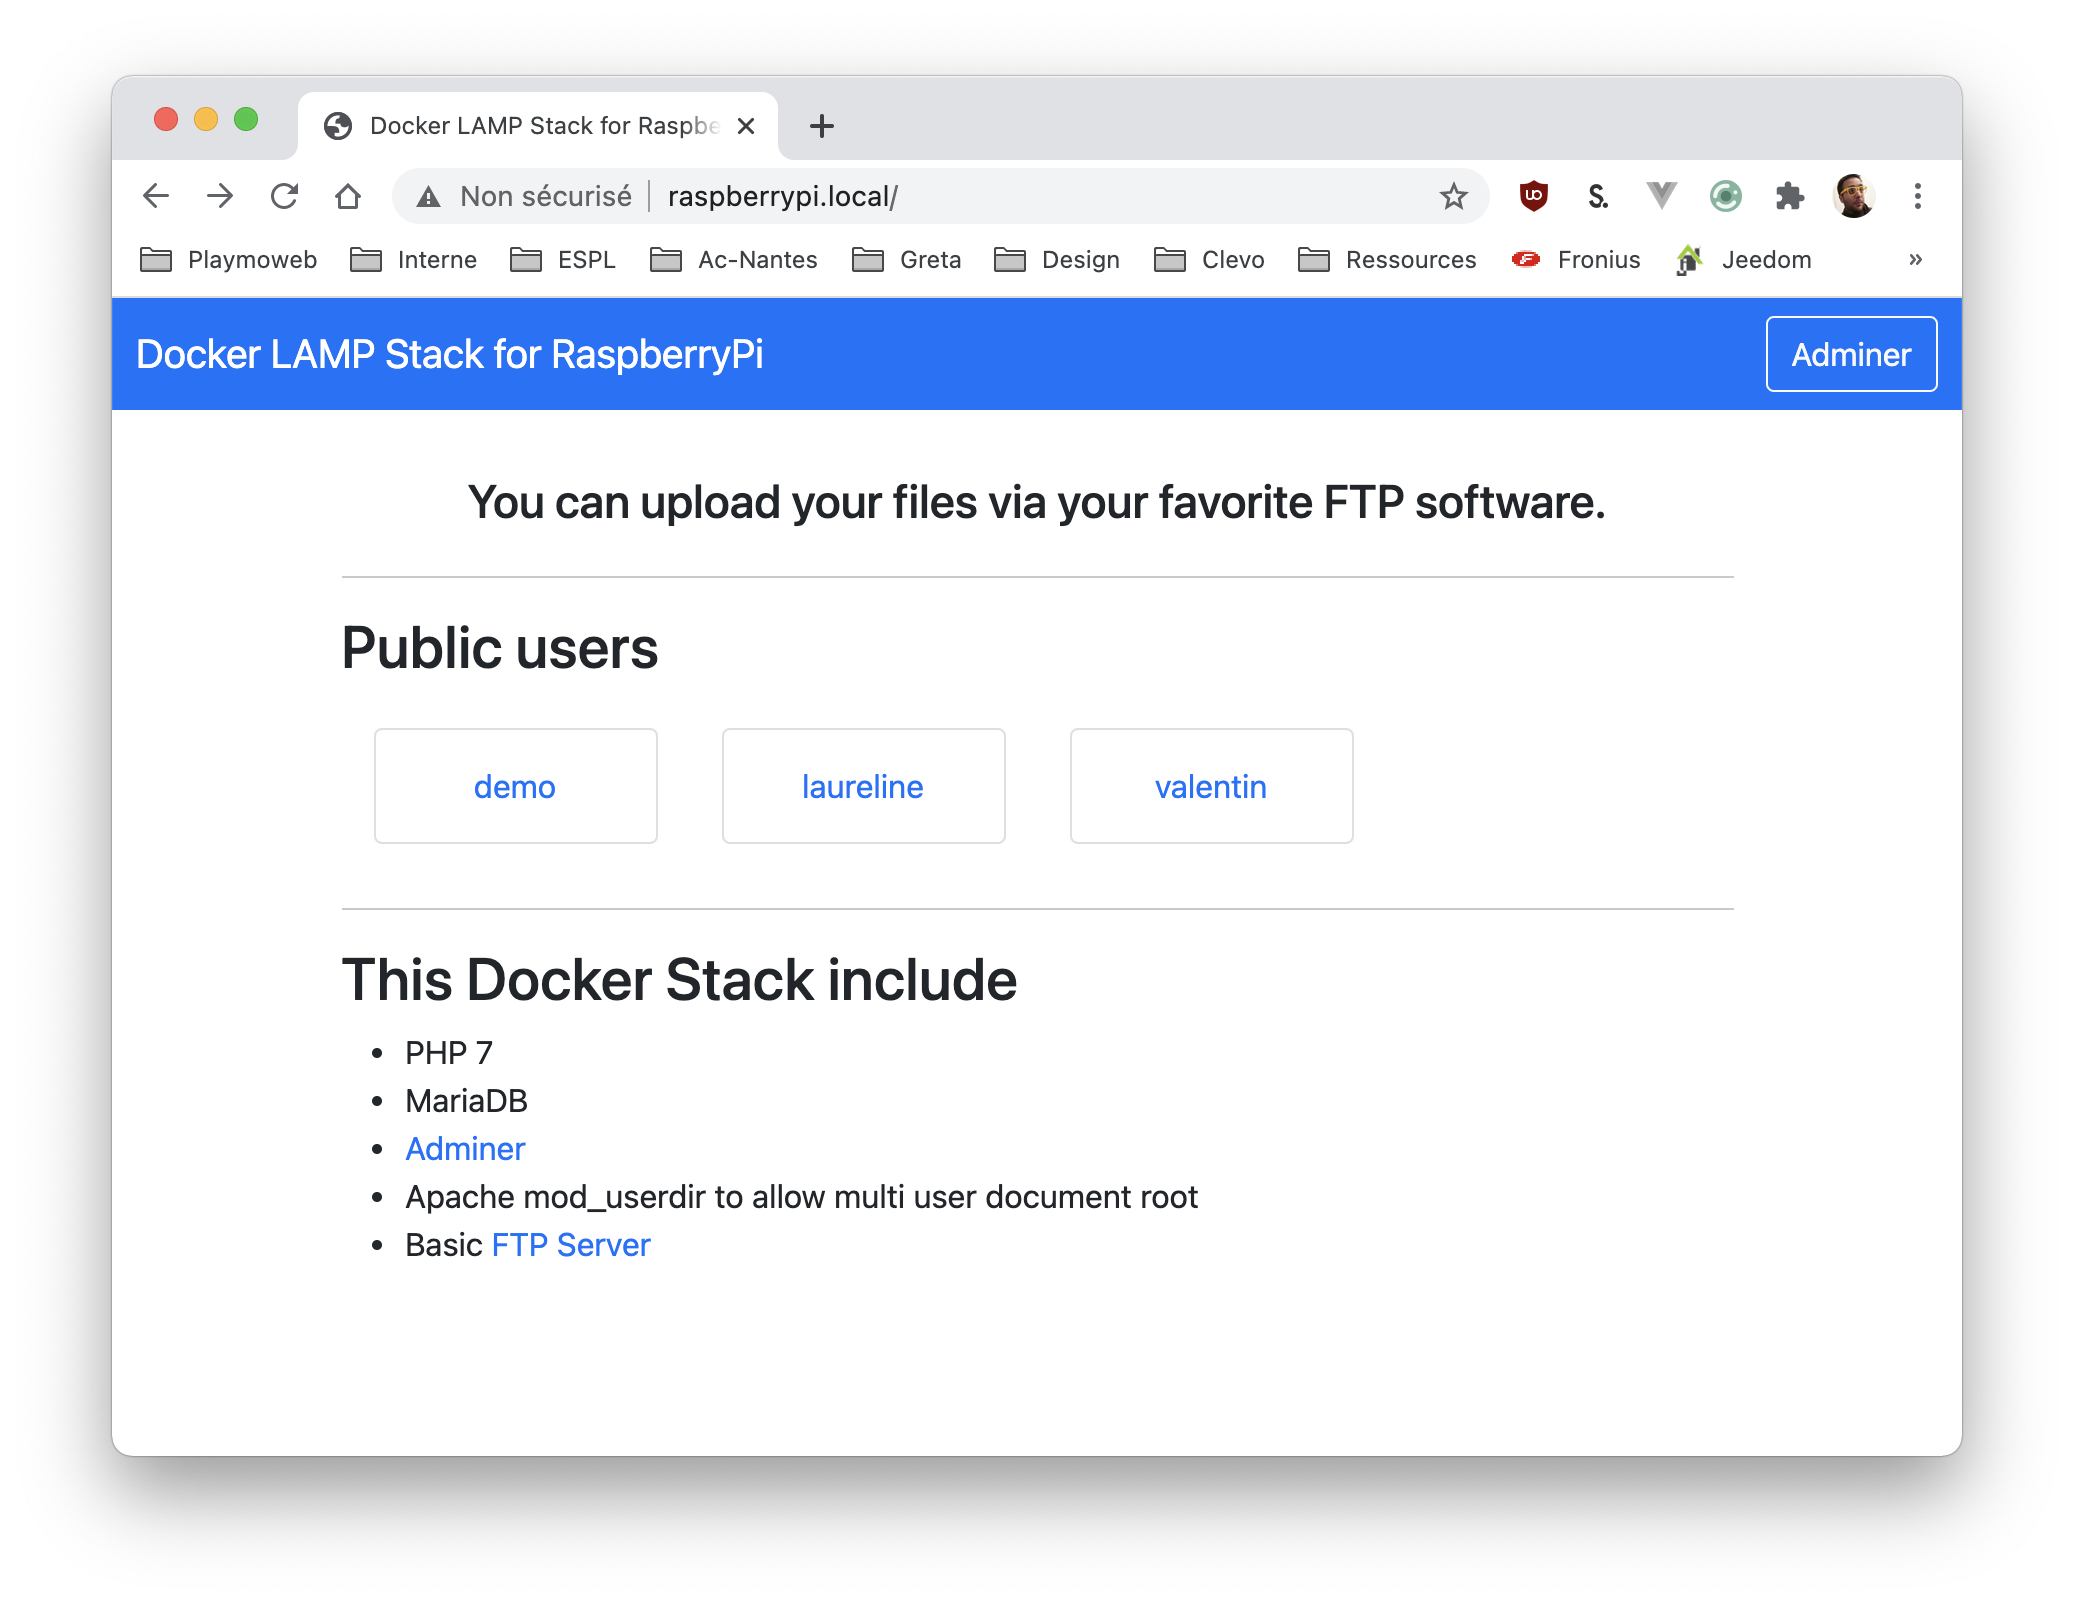 Docker LAMP Stack for Raspbe
Non sécurisé raspberrypi.local/
S.
Playmoweb Interne ESPL Ac-Nantes Greta Design Clevo Ressources Fronius Jeedom »
Docker LAMP Stack for RaspberryPi Adminer
You can upload your files via your favorite FTP software.
Public users
demo laureline valentin
This Docker Stack include
• PHP 7
• MariaDB
• Adminer
• Apache mod_userdir to allow multi user document root
• Basic FTP Server